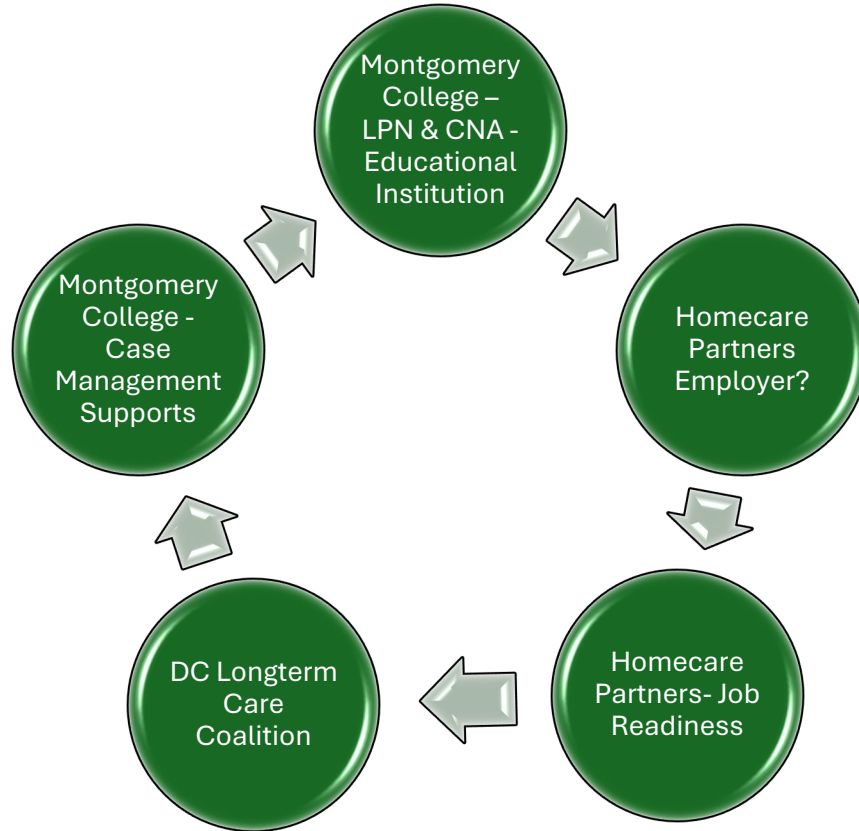 Montgomery
College –
LPN & CNA -
Educational
Institution
Homecare
Partners
Employer?
Homecare
Partners- Job
Readiness
DC Longterm
Care
Coalition
Montgomery
College -
Case
Management
Supports